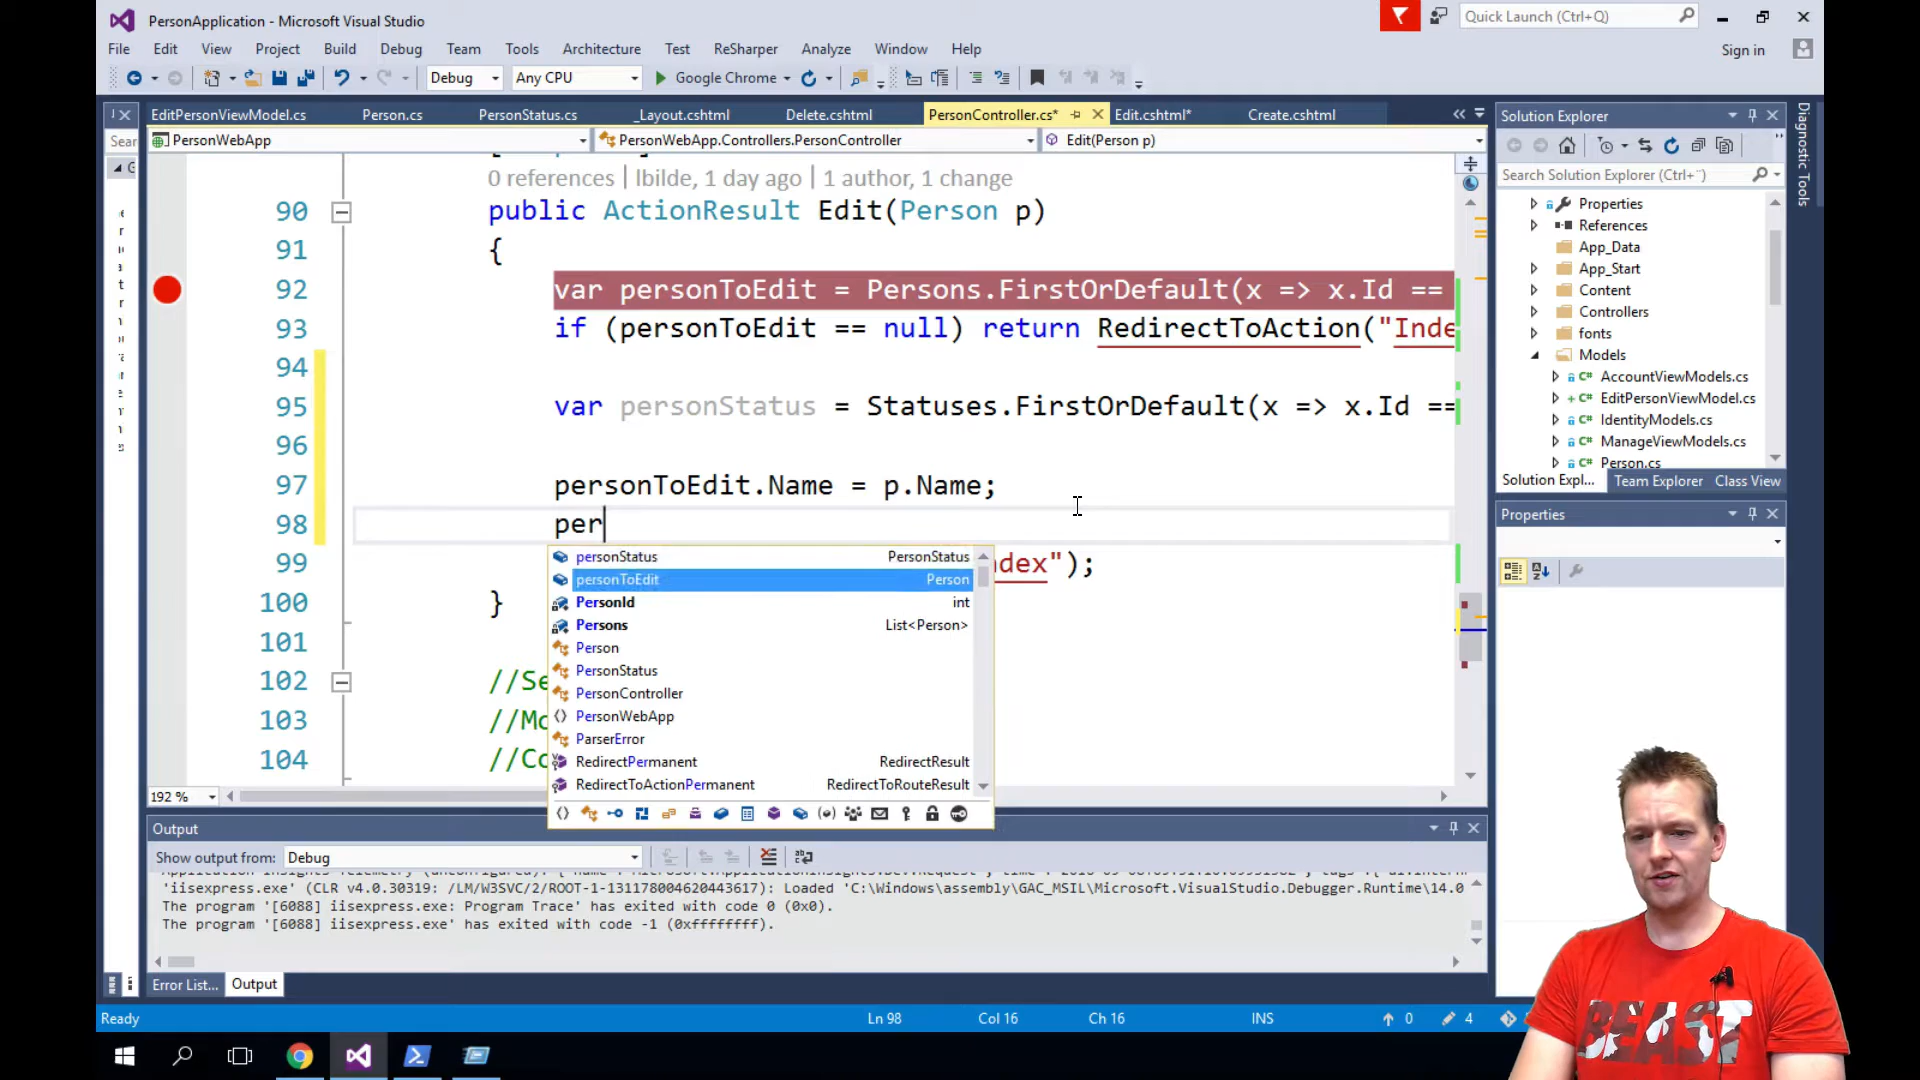 PersonApplication - Microsoft Visual Studio
Quick Launch (Ctrl+Q)
File Edit View Project Build Debug Team Tools Architecture Test ReSharper Analyze Window Help
Sign in
Debug Any CPU Google Chrome
EditPersonViewModel.cs Person.cs PersonStatus.cs _Layout.cshtml Delete.cshtml PersonController.cs* Edit.cshtml* Create.cshtml
Sear
PersonWebApp PersonWebApp.Controllers.PersonController Edit(Person p)
0 references | lbilde, 1 day ago | 1 author, 1 change
90 public ActionResult Edit(Person p)
91 {
92 var personToEdit = Persons.FirstOrDefault(x => x.Id ==
93 if (personToEdit == null) return RedirectToAction("Inde
94
95 var personStatus = Statuses.FirstOrDefault(x => x.Id ==
96
97 personToEdit.Name = p.Name;
98 per
99 ndex");
100 }
101
102 //Se
103 //Mo
104 //Co
personStatus PersonStatus
personToEdit Person
PersonId int
Persons List<Person>
Person
PersonStatus
PersonController
PersonWebApp
ParserError
RedirectPermanent RedirectResult
RedirectToActionPermanent RedirectToRouteResult
192 %
Solution Explorer
Search Solution Explorer (Ctrl+¨)
Properties
References
App_Data
App_Start
Content
Controllers
fonts
Models
AccountViewModels.cs
EditPersonViewModel.cs
IdentityModels.cs
ManageViewModels.cs
Person.cs
Solution Expl... Team Explorer Class View
Properties
Diagnostic Tools
Output
Show output from: Debug
'iisexpress.exe' (CLR v4.0.30319: /LM/W3SVC/2/ROOT-1-131178004620443617): Loaded 'C:\Windows\assembly\GAC_MSIL\Microsoft.VisualStudio.Debugger.Runtime\14.0
The program '[6088] iisexpress.exe: Program Trace' has exited with code 0 (0x0).
The program '[6088] iisexpress.exe' has exited with code -1 (0xffffffff).
Error List... Output
Ready Ln 98 Col 16 Ch 16 INS 0 4
BEAST